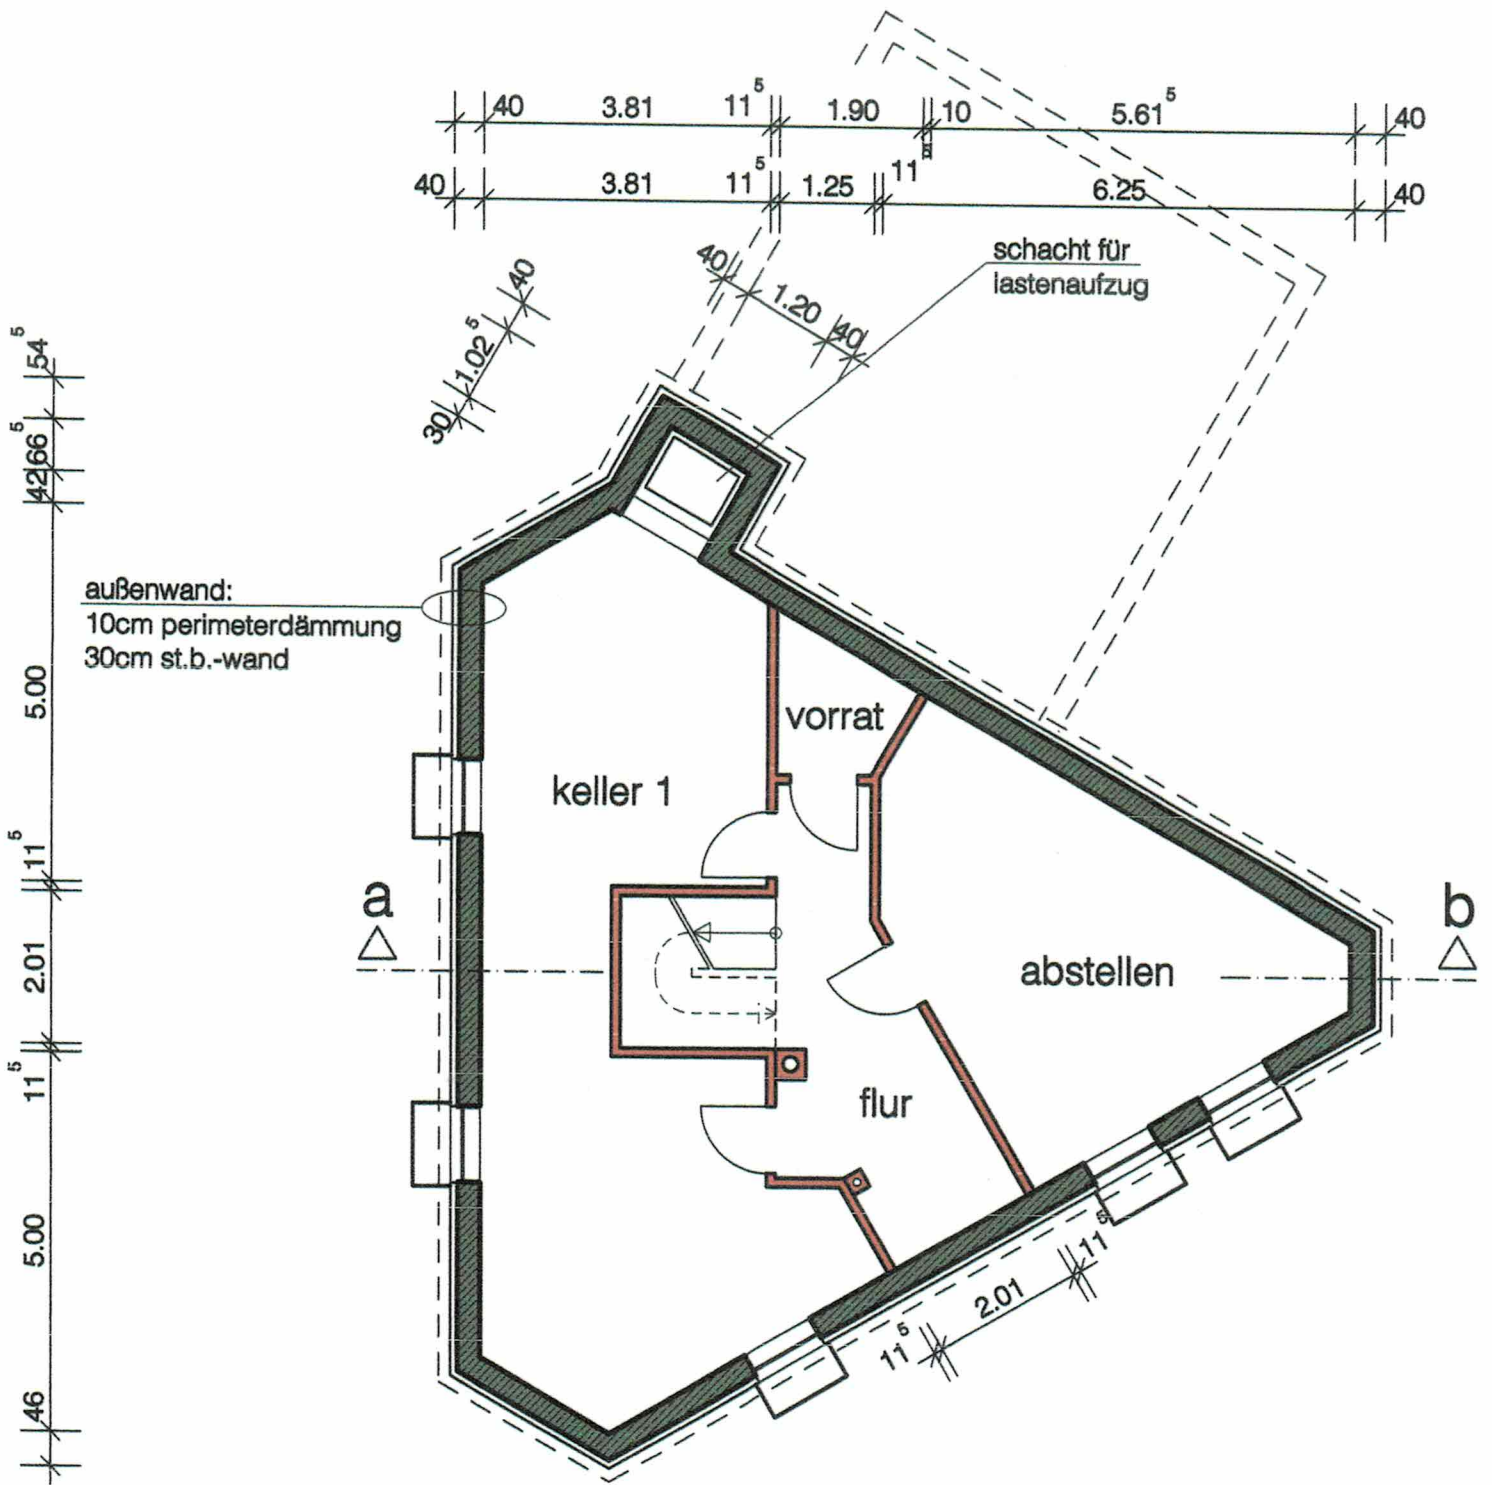 40 3.81 11⁵ 1.90 10 5.61⁵ 40
40 3.81 11⁵ 1.25 11⁵ 6.25 40
schacht für
lastenaufzug
40 1.20 40
30 1.02⁵ 40
54⁵
66⁵
42
5.00
11⁵
2.01
11⁵
5.00
46
außenwand:
10cm perimeterdämmung
30cm st.b.-wand
vorrat
keller 1
a
b
abstellen
flur
11⁵ 2.01 11⁵